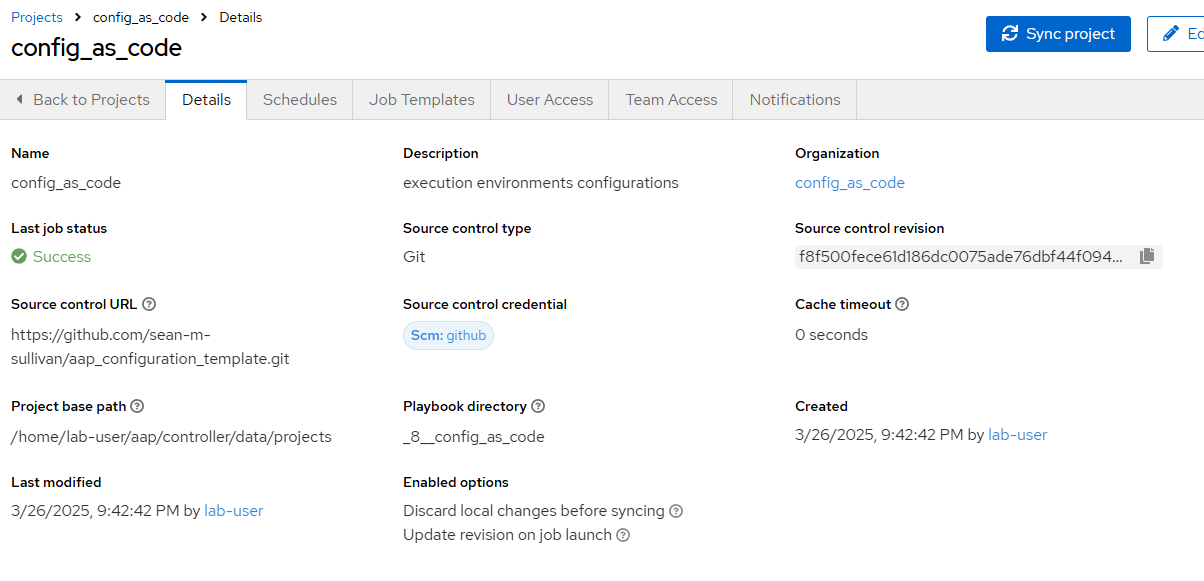 Projects > config_as_code > Details
config_as_code
Sync project
Ed
Back to Projects
Details
Schedules
Job Templates
User Access
Team Access
Notifications
Name
config_as_code
Description
execution environments configurations
Organization
config_as_code
Last job status
Success
Source control type
Git
Source control revision
f8f500fece61d186dc0075ade76dbf44f094...
Source control URL
https://github.com/sean-m-
sullivan/aap_configuration_template.git
Source control credential
Scm: github
Cache timeout
0 seconds
Project base path
/home/lab-user/aap/controller/data/projects
Playbook directory
_8__config_as_code
Created
3/26/2025, 9:42:42 PM by lab-user
Last modified
3/26/2025, 9:42:42 PM by lab-user
Enabled options
Discard local changes before syncing
Update revision on job launch